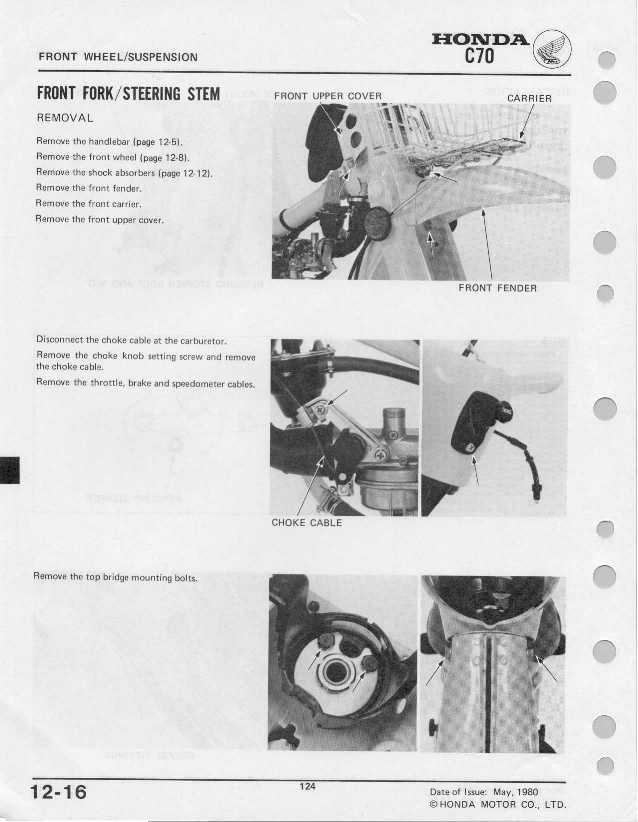 HONDA
C70
FRONT WHEEL/SUSPENSION
FRONT FORK/STEERING STEM
REMOVAL
Remove the handlebar (page 12-5).
Remove the front wheel (page 12-8).
Remove the shock absorbers (page 12-12).
Remove the front fender.
Remove the front carrier.
Remove the front upper cover.
FRONT UPPER COVER
CARRIER
FRONT FENDER
Disconnect the choke cable at the carburetor.
Remove the choke knob setting screw and remove
the choke cable.
Remove the throttle, brake and speedometer cables.
CHOKE CABLE
Remove the top bridge mounting bolts.
12-16
124
Date of Issue: May, 1980
© HONDA MOTOR CO., LTD.